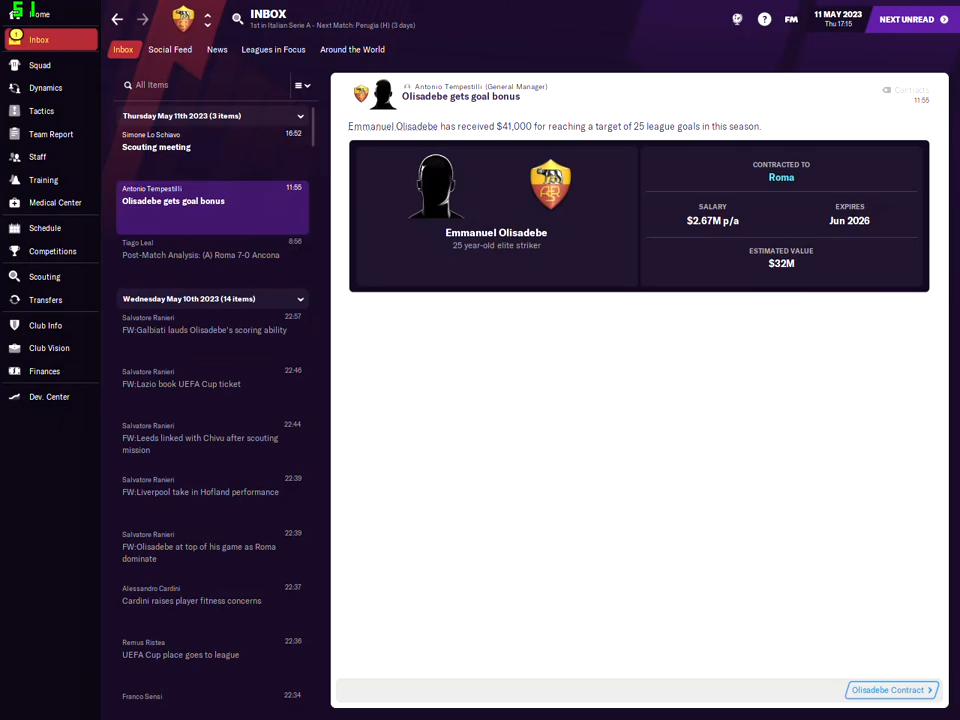 Home
1
Inbox
Squad
Dynamics
Tactics
Team Report
Staff
Training
Medical Center
Schedule
Competitions
Scouting
Transfers
Club Info
Club Vision
Finances
Dev. Center
INBOX
1st in Italian Serie A - Next Match: Perugia (H) (3 days)
?
FM
11 MAY 2023
Thu 17:15
NEXT UNREAD
Inbox
Social Feed
News
Leagues in Focus
Around the World
All Items
Thursday May 11th 2023 (3 items)
Simone Lo Schiavo 16:52
Scouting meeting
Antonio Tempestilli 11:55
Olisadebe gets goal bonus
Tiago Leal 8:56
Post-Match Analysis: (A) Roma 7-0 Ancona
Wednesday May 10th 2023 (14 items)
Salvatore Ranieri 22:57
FW:Galbiati lauds Olisadebe's scoring ability
Salvatore Ranieri 22:46
FW:Lazio book UEFA Cup ticket
Salvatore Ranieri 22:44
FW:Leeds linked with Chivu after scouting
mission
Salvatore Ranieri 22:39
FW:Liverpool take in Hofland performance
Salvatore Ranieri 22:39
FW:Olisadebe at top of his game as Roma
dominate
Alessandro Cardini 22:37
Cardini raises player fitness concerns
Remus Ristea 22:36
UEFA Cup place goes to league
Franco Sensi 22:34
Antonio Tempestilli (General Manager)
Olisadebe gets goal bonus
Contracts
11:55
Emmanuel Olisadebe has received $41,000 for reaching a target of 25 league goals in this season.
Emmanuel Olisadebe
25 year-old elite striker
CONTRACTED TO
Roma
SALARY
$2.67M p/a
EXPIRES
Jun 2026
ESTIMATED VALUE
$32M
Olisadebe Contract